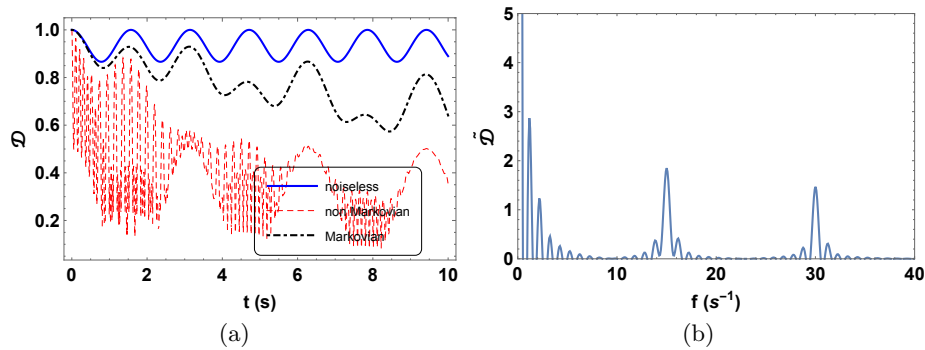 1.0
0.8
0.6
0.4
0.2
𝒟
noiseless
non Markovian
Markovian
0 2 4 6 8 10
t (s)
(a)
5
4
3
2
1
0
𝒟̃
0 10 20 30 40
f (s⁻¹)
(b)